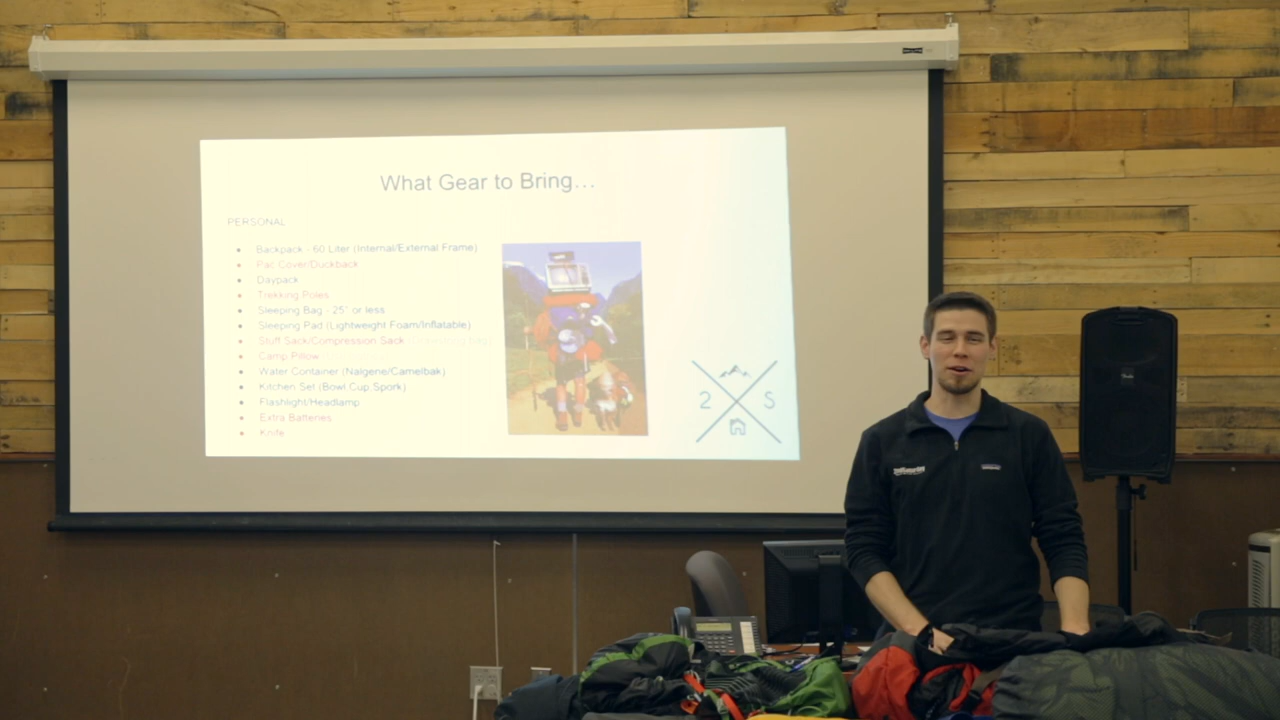 What Gear to Bring...
PERSONAL
Backpack - 60 Liter (Internal/External Frame)
Pac Cover/Duckback
Daypack
Trekking Poles
Sleeping Bag - 25° or less
Sleeping Pad (Lightweight Foam/Inflatable)
Stuff Sack/Compression Sack
Camp Pillow
Water Container (Nalgene/Camelbak)
Kitchen Set (Bowl,Cup,Spork)
Flashlight/Headlamp
Extra Batteries
Knife
2 S